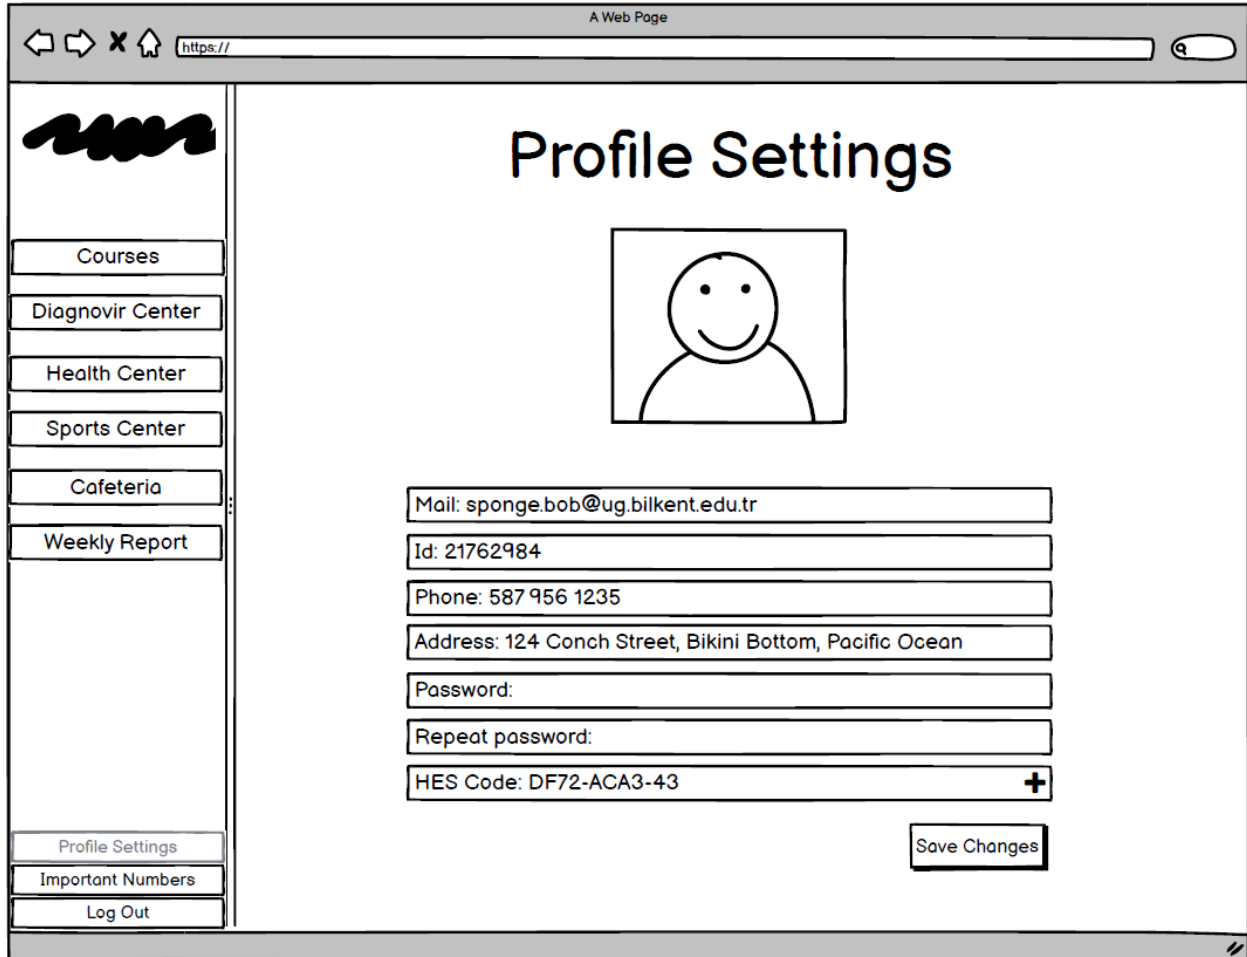 A Web Page
https://
Profile Settings
Courses
Diagnovir Center
Health Center
Sports Center
Cafeteria
Weekly Report
Mail: sponge.bob@ug.bilkent.edu.tr
Id: 21762984
Phone: 587 956 1235
Address: 124 Conch Street, Bikini Bottom, Pacific Ocean
Password:
Repeat password:
HES Code: DF72-ACA3-43
Save Changes
Profile Settings
Important Numbers
Log Out